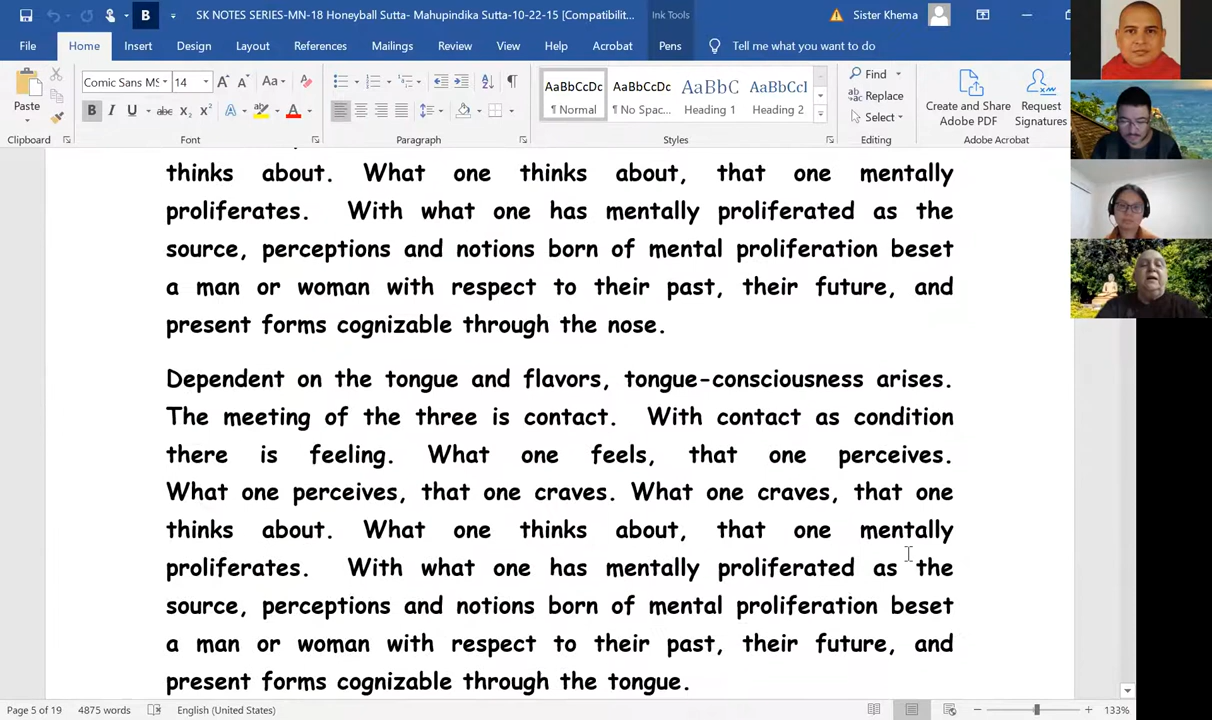 SK NOTES SERIES-MN-18 Honeyball Sutta- Mahupindika Sutta-10-22-15 [Compatibilit...
Ink Tools
Sister Khema
File Home Insert Design Layout References Mailings Review View Help Acrobat Pens Tell me what you want to do
Comic Sans MS 14
Find
Replace
Select
Paste
AaBbCcDc AaBbCcDc AaBbC AaBbCcl
¶ Normal ¶ No Spac... Heading 1 Heading 2
Create and Share Adobe PDF
Request Signatures
Clipboard Font Paragraph Styles Editing Adobe Acrobat
thinks about. What one thinks about, that one mentally
proliferates. With what one has mentally proliferated as the
source, perceptions and notions born of mental proliferation beset
a man or woman with respect to their past, their future, and
present forms cognizable through the nose.
Dependent on the tongue and flavors, tongue-consciousness arises.
The meeting of the three is contact. With contact as condition
there is feeling. What one feels, that one perceives.
What one perceives, that one craves. What one craves, that one
thinks about. What one thinks about, that one mentally
proliferates. With what one has mentally proliferated as the
source, perceptions and notions born of mental proliferation beset
a man or woman with respect to their past, their future, and
present forms cognizable through the tongue.
Page 5 of 19 4875 words English (United States) 133%